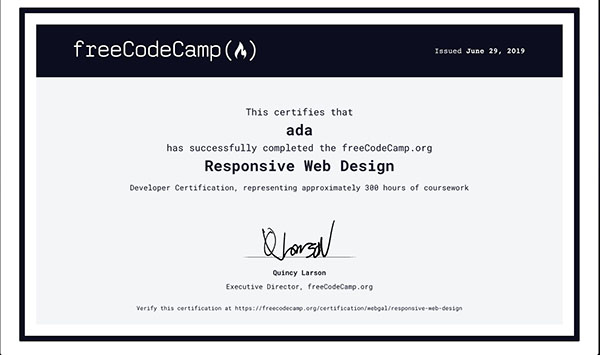 freeCodeCamp(🔥)
Issued June 29, 2019
This certifies that
ada
has successfully completed the freeCodeCamp.org
Responsive Web Design
Developer Certification, representing approximately 300 hours of coursework
Q Larson
Quincy Larson
Executive Director, freeCodeCamp.org
Verify this certification at https://freecodecamp.org/certification/webgal/responsive-web-design